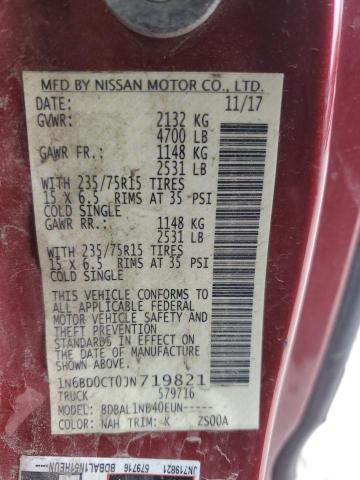 MFD BY NISSAN MOTOR CO., LTD.
DATE: 11/17
GVWR: 2132 KG
4700 LB
GAWR FR.: 1148 KG
2531 LB
WITH 235/75R15 TIRES
15 X 6.5 RIMS AT 35 PSI
COLD SINGLE
GAWR RR.: 1148 KG
2531 LB
WITH 235/75R15 TIRES
15 X 6.5 RIMS AT 35 PSI
COLD SINGLE
THIS VEHICLE CONFORMS TO
ALL APPLICABLE FEDERAL
MOTOR VEHICLE SAFETY AND
THEFT PREVENTION
STANDARDS IN EFFECT ON
THE DATE OF MANUFACTURE
SHOWN ABOVE.
1N6BD0CT0JN719821
TRUCK 579716
MODEL: BDBAL1NB40EUN-----
COLOR: NAH TRIM: K ZS00A
JN719821
579716 BDBAL1N51HEUN